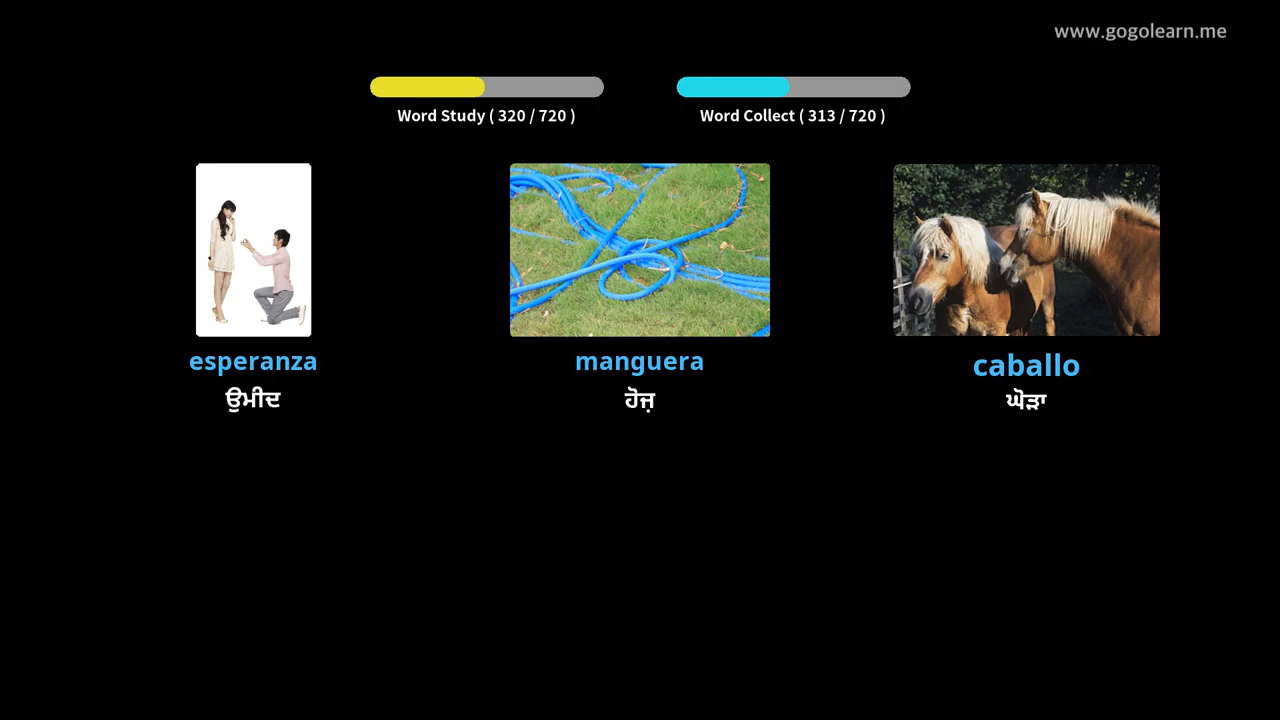 www.gogolearn.me
Word Study ( 320 / 720 )
Word Collect ( 313 / 720 )
esperanza
manguera
caballo
ਉਮੀਦ
ਹੋਜ਼
ਘੋੜਾ